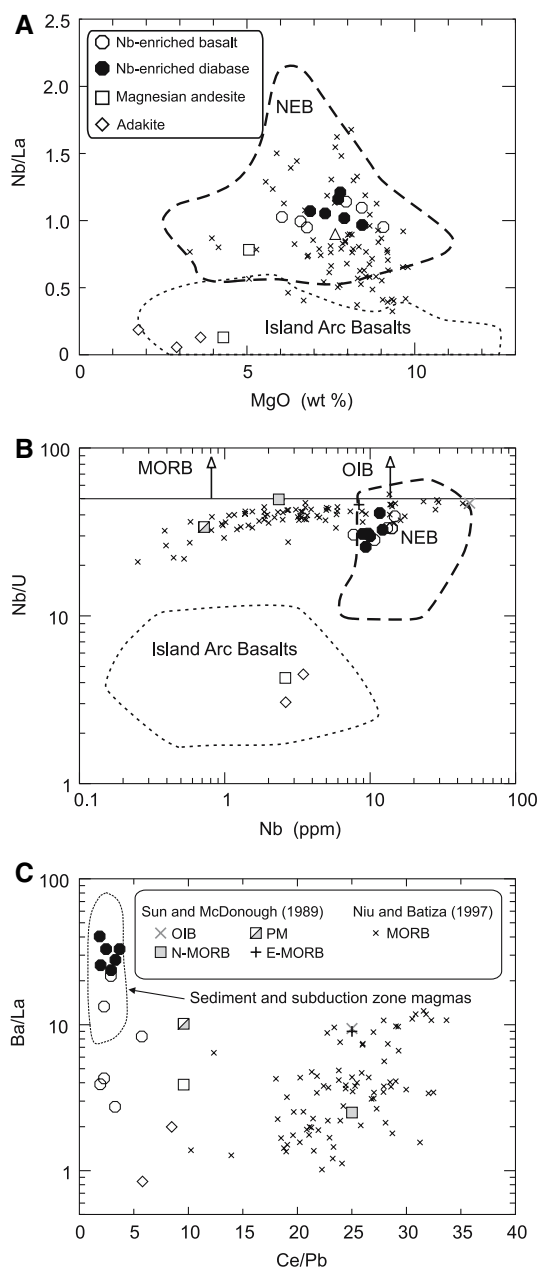 A
Nb-enriched basalt
Nb-enriched diabase
Magnesian andesite
Adakite
NEB
Island Arc Basalts
Nb/La
2.5
2.0
1.5
1.0
0.5
0
5
10
MgO (wt %)
B
MORB
OIB
NEB
Island Arc Basalts
Nb/U
100
10
1
0.1
1
10
100
Nb (ppm)
C
Sun and McDonough (1989)
Niu and Batiza (1997)
OIB
PM
MORB
N-MORB
E-MORB
Sediment and subduction zone magmas
Ba/La
100
10
1
0
5
10
15
20
25
30
35
40
Ce/Pb